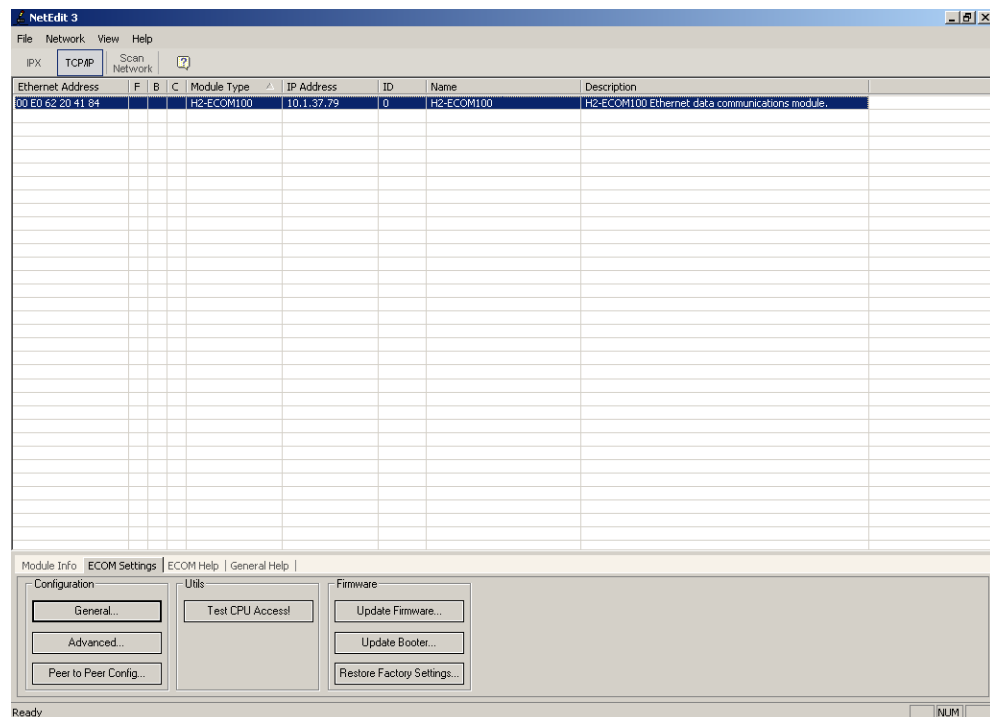 NetEdit 3
File Network View Help
IPX TCP/IP Scan Network
Ethernet Address F B C Module Type IP Address ID Name Description
00 E0 62 20 41 84 H2-ECOM100 10.1.37.79 0 H2-ECOM100 H2-ECOM100 Ethernet data communications module.
Module Info ECOM Settings ECOM Help General Help
Configuration Utils Firmware
General... Test CPU Access! Update Firmware...
Advanced... Update Booter...
Peer to Peer Config... Restore Factory Settings...
Ready NUM